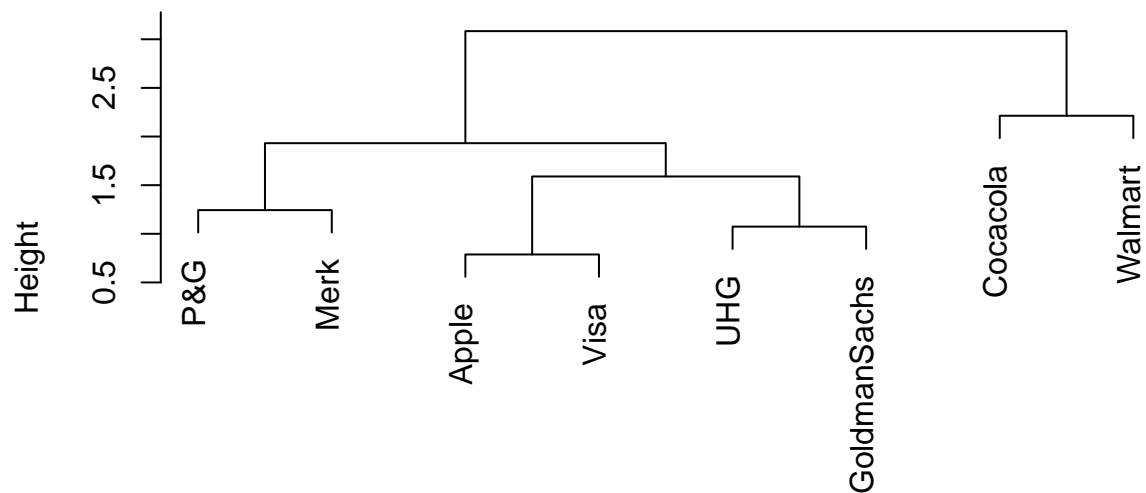 Height
2.5
1.5
0.5
P&G
Merk
Apple
Visa
UHG
GoldmanSachs
Cocacola
Walmart